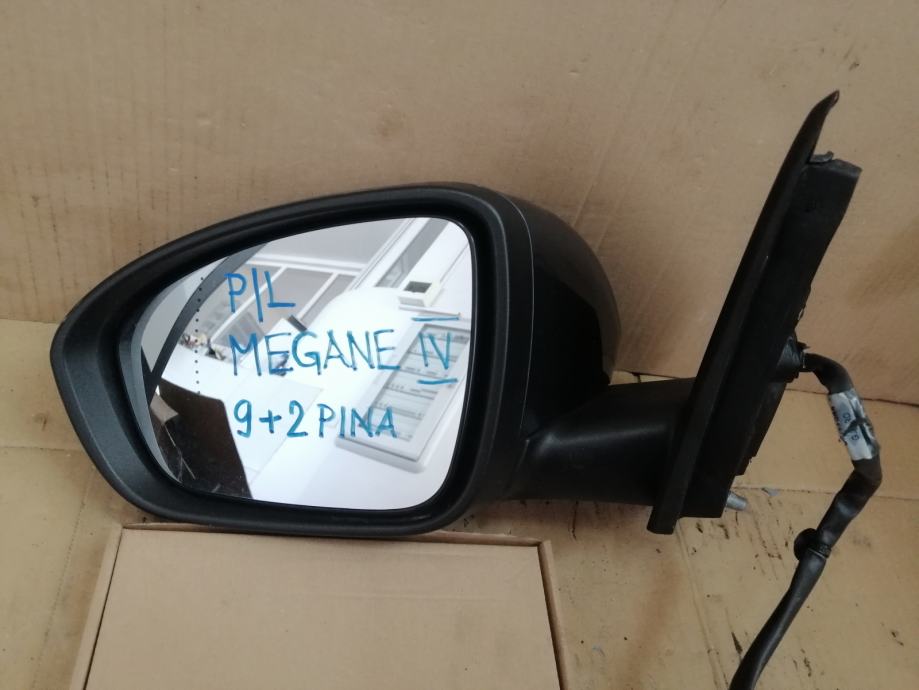 P/L
MEGANE IV
9+2 PINA